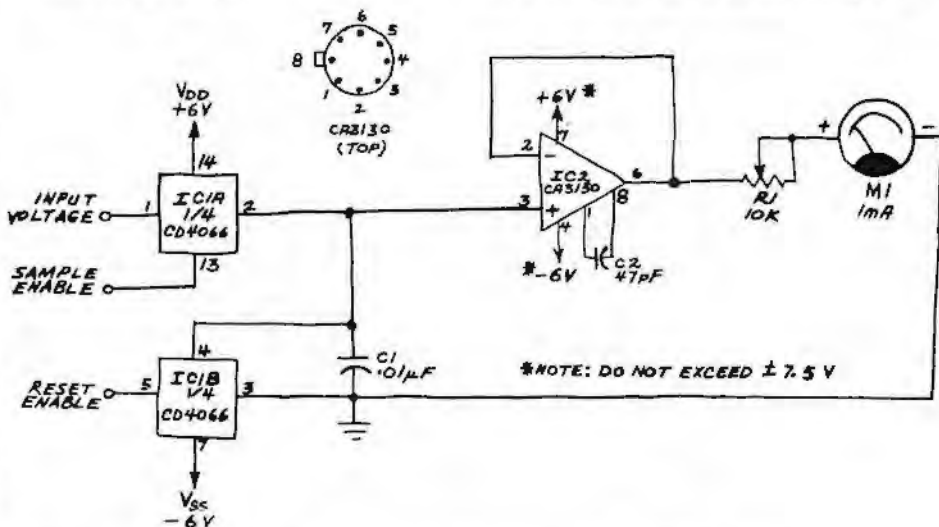 6
7
5
8
4
1
3
2
CA3130
(TOP)
VDD
+6V
14
INPUT
VOLTAGE
1
IC1A
1/4
CD4066
2
13
SAMPLE
ENABLE
+6V *
7
2
-
IC2
CA3130
6
3
+
1
8
4
*-6V
C2
47pF
R1
10K
+
-
M1
1mA
4
RESET
ENABLE
5
IC1B
1/4
CD4066
3
7
VSS
-6V
C1
.01µF
*NOTE: DO NOT EXCEED ± 7.5 V